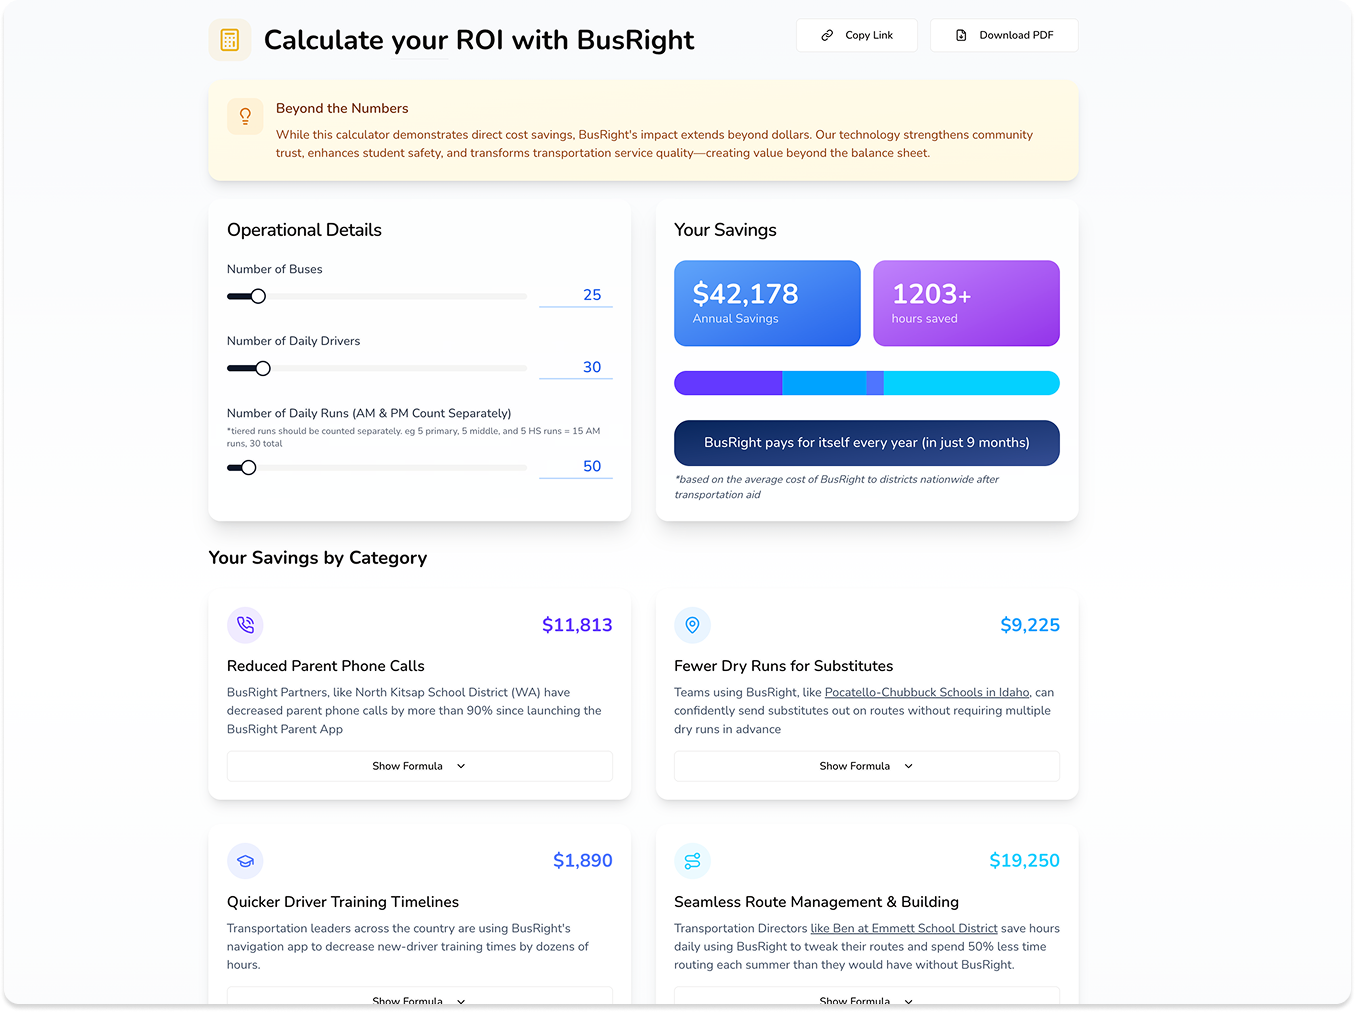 Calculate your ROI with BusRight
Copy Link
Download PDF
Beyond the Numbers
While this calculator demonstrates direct cost savings, BusRight's impact extends beyond dollars. Our technology strengthens community
trust, enhances student safety, and transforms transportation service quality—creating value beyond the balance sheet.
Operational Details
Number of Buses
25
Number of Daily Drivers
30
Number of Daily Runs (AM & PM Count Separately)
*tiered runs should be counted separately. eg 5 primary, 5 middle, and 5 HS runs = 15 AM
runs, 30 total
50
Your Savings
$42,178
Annual Savings
1203+
hours saved
BusRight pays for itself every year (in just 9 months)
*based on the average cost of BusRight to districts nationwide after
transportation aid
Your Savings by Category
$11,813
Reduced Parent Phone Calls
BusRight Partners, like North Kitsap School District (WA) have
decreased parent phone calls by more than 90% since launching the
BusRight Parent App
Show Formula
$9,225
Fewer Dry Runs for Substitutes
Teams using BusRight, like Pocatello-Chubbuck Schools in Idaho, can
confidently send substitutes out on routes without requiring multiple
dry runs in advance
Show Formula
$1,890
Quicker Driver Training Timelines
Transportation leaders across the country are using BusRight's
navigation app to decrease new-driver training times by dozens of
hours.
Show Formula
$19,250
Seamless Route Management & Building
Transportation Directors like Ben at Emmett School District save hours
daily using BusRight to tweak their routes and spend 50% less time
routing each summer than they would have without BusRight.
Show Formula